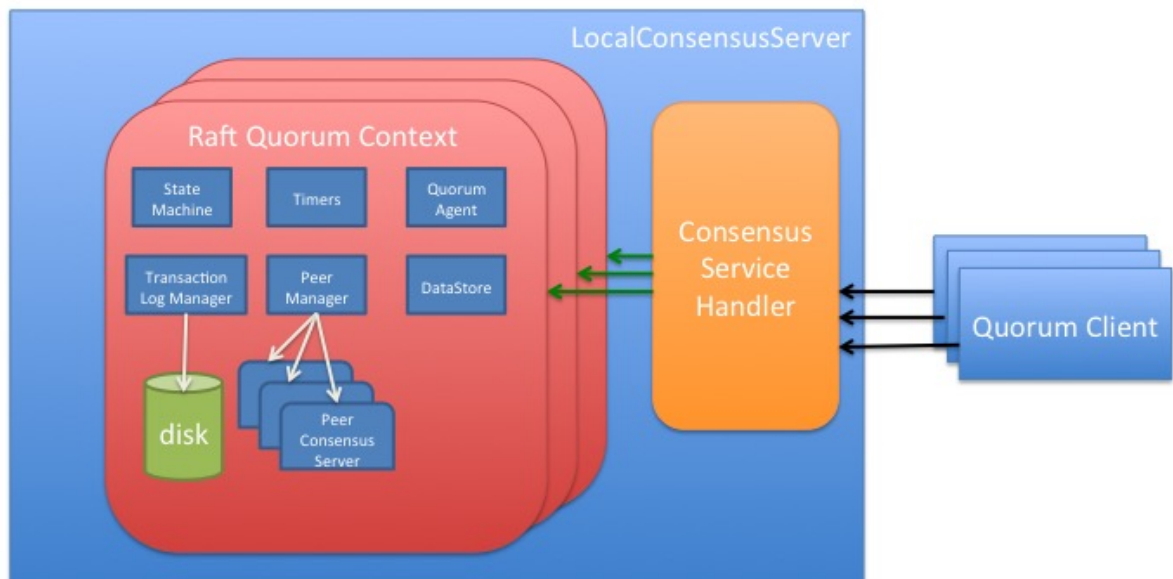 LocalConsensusServer
Raft Quorum Context
State
Machine
Timers
Quorum
Agent
Transaction
Log Manager
Peer
Manager
DataStore
disk
Peer
Consensus
Server
Consensus
Service
Handler
Quorum Client